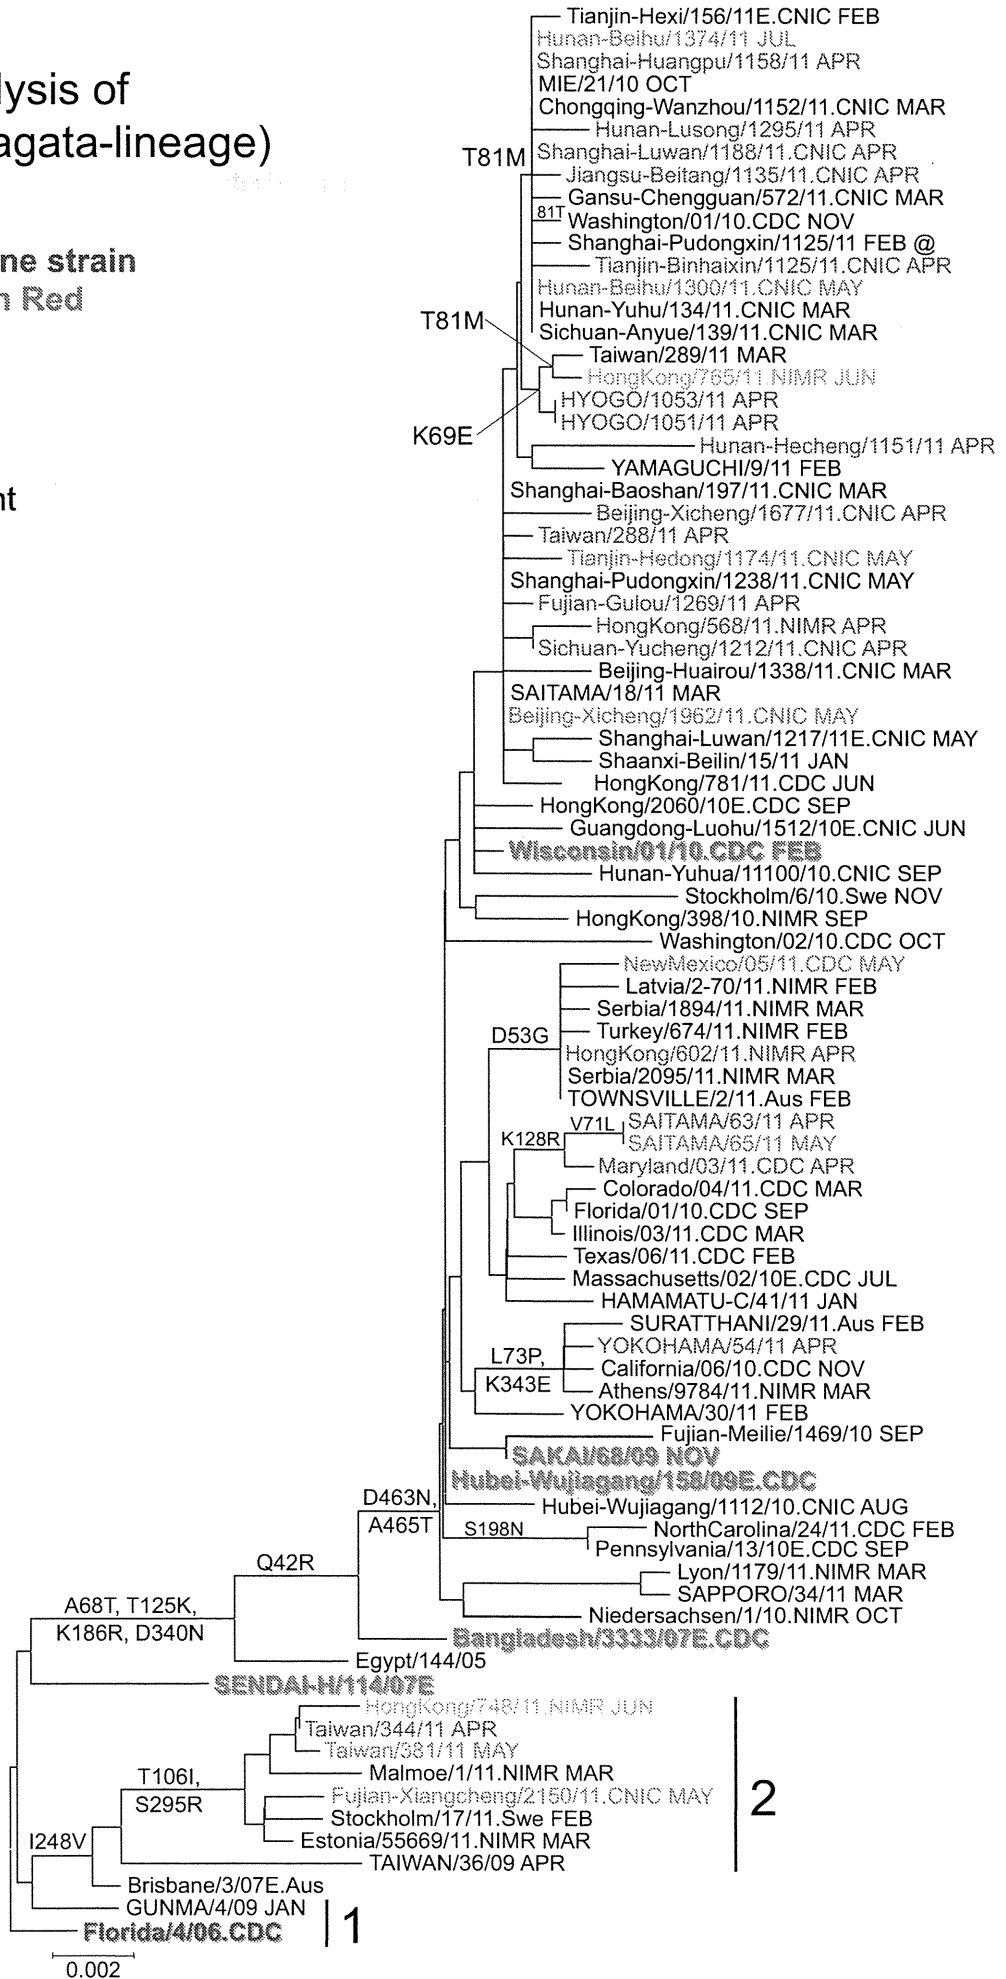 Tianjin-Hexi/156/11E.CNIC FEB
Hunan-Beihu/1374/11 JUL
Shanghai-Huangpu/1158/11 APR
lysis of
MIE/21/10 OCT
Chongqing-Wanzhou/1152/11.CNIC MAR
Hunan-Lusong/1295/11 APR
agata-lineage)
T81M
Shanghai-Luwan/1188/11.CNIC APR
Jiangsu-Beitang/1135/11.CNIC APR
Gansu-Chengguan/572/11.CNIC MAR
81T
Washington/01/10.CDC NOV
Shanghai-Pudongxin/1125/11 FEB @
ne strain
Tianjin-Binhaixin/1125/11.CNIC APR
Hunan-Beihu/1300/11.CNIC MAY
n Red
Hunan-Yuhu/134/11.CNIC MAR
T81M
Sichuan-Anyue/139/11.CNIC MAR
Taiwan/289/11 MAR
HongKong/765/11.NIMR JUN
HYOGO/1053/11 APR
HYOGO/1051/11 APR
K69E
Hunan-Hecheng/1151/11 APR
YAMAGUCHI/9/11 FEB
Shanghai-Baoshan/197/11.CNIC MAR
nt
Beijing-Xicheng/1677/11.CNIC APR
Taiwan/288/11 APR
Tianjin-Hedong/1174/11.CNIC MAY
Shanghai-Pudongxin/1238/11.CNIC MAY
Fujian-Gulou/1269/11 APR
HongKong/568/11.NIMR APR
Sichuan-Yucheng/1212/11.CNIC APR
Beijing-Huairou/1338/11.CNIC MAR
SAITAMA/18/11 MAR
Beijing-Xicheng/1962/11.CNIC MAY
Shanghai-Luwan/1217/11E.CNIC MAY
Shaanxi-Beilin/15/11 JAN
HongKong/781/11.CDC JUN
HongKong/2060/10E.CDC SEP
Guangdong-Luohu/1512/10E.CNIC JUN
Wisconsin/01/10.CDC FEB
Hunan-Yuhua/11100/10.CNIC SEP
Stockholm/6/10.Swe NOV
HongKong/398/10.NIMR SEP
Washington/02/10.CDC OCT
NewMexico/05/11.CDC MAY
Latvia/2-70/11.NIMR FEB
Serbia/1894/11.NIMR MAR
D53G
Turkey/674/11.NIMR FEB
HongKong/602/11.NIMR APR
Serbia/2095/11.NIMR MAR
TOWNSVILLE/2/11.Aus FEB
V71L
SAITAMA/63/11 APR
K128R
SAITAMA/65/11 MAY
Maryland/03/11.CDC APR
Colorado/04/11.CDC MAR
Florida/01/10.CDC SEP
Illinois/03/11.CDC MAR
Texas/06/11.CDC FEB
Massachusetts/02/10E.CDC JUL
HAMAMATU-C/41/11 JAN
SURATTHANI/29/11.Aus FEB
YOKOHAMA/54/11 APR
L73P,
California/06/10.CDC NOV
K343E
Athens/9784/11.NIMR MAR
YOKOHAMA/30/11 FEB
Fujian-Meilie/1469/10 SEP
SAKAI/68/09 NOV
Hubei-Wujiagang/158/09E.CDC
D463N,
Hubei-Wujiagang/1112/10.CNIC AUG
A465T
S198N
NorthCarolina/24/11.CDC FEB
Pennsylvania/13/10E.CDC SEP
Q42R
Lyon/1179/11.NIMR MAR
SAPPORO/34/11 MAR
A68T, T125K,
Niedersachsen/1/10.NIMR OCT
K186R, D340N
Bangladesh/3333/07E.CDC
Egypt/144/05
SENDAI-H/114/07E
HongKong/748/11.NIMR JUN
Taiwan/344/11 APR
Taiwan/381/11 MAY
T106I,
Malmoe/1/11.NIMR MAR
S295R
Fujian-Xiangcheng/2150/11.CNIC MAY
2
Stockholm/17/11.Swe FEB
I248V
Estonia/55669/11.NIMR MAR
TAIWAN/36/09 APR
Brisbane/3/07E.Aus
GUNMA/4/09 JAN
1
Florida/4/06.CDC
0.002